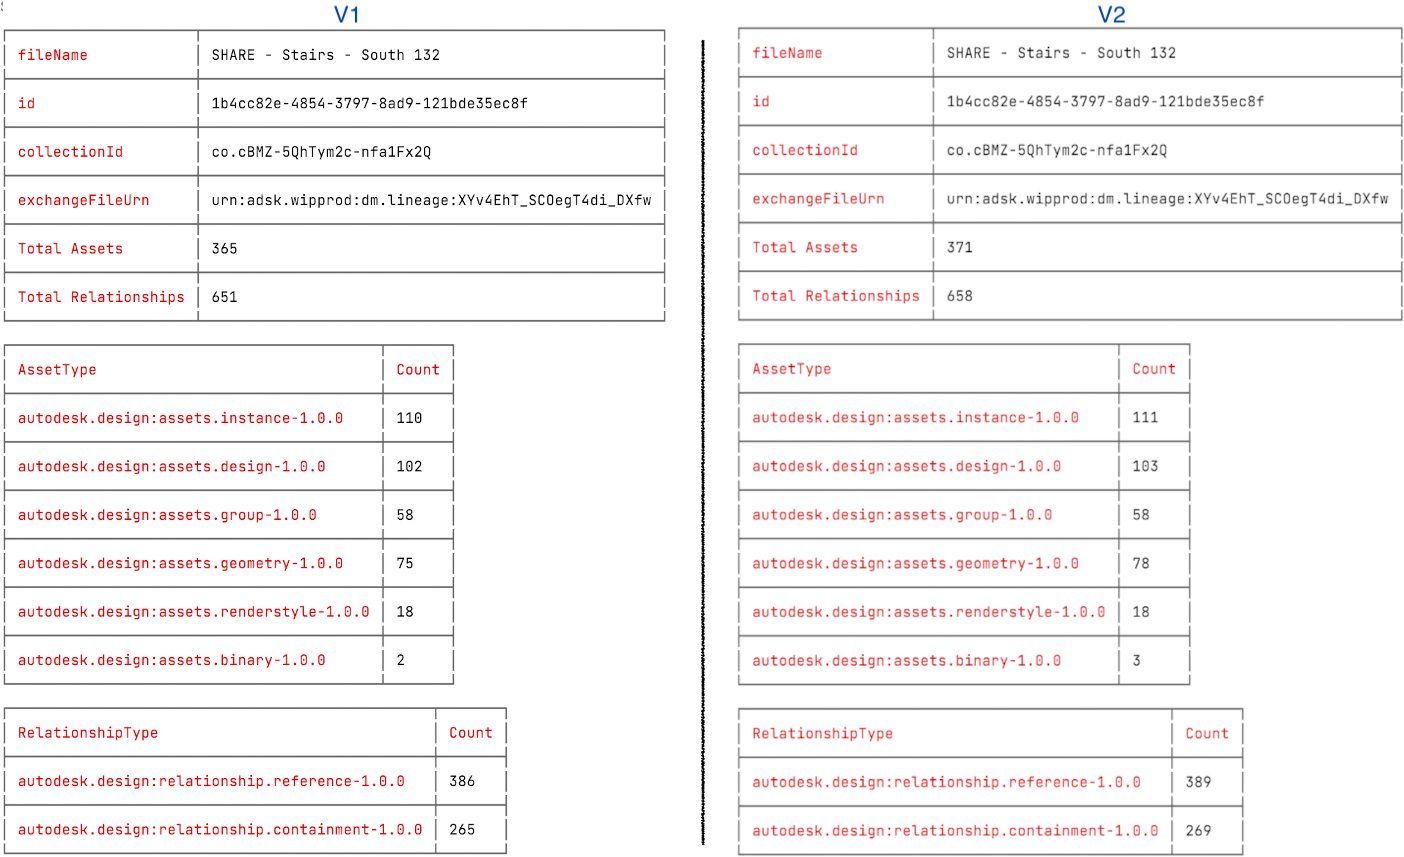 V1
fileName SHARE - Stairs - South 132
id 1b4cc82e-4854-3797-8ad9-121bde35ec8f
collectionId co.cBMZ-5QhTym2c-nfa1Fx2Q
exchangeFileUrn urn:adsk.wipprod:dm.lineage:XYv4EhT_SCOegT4di_DXfw
Total Assets 365
Total Relationships 651
AssetType Count
autodesk.design:assets.instance-1.0.0 110
autodesk.design:assets.design-1.0.0 102
autodesk.design:assets.group-1.0.0 58
autodesk.design:assets.geometry-1.0.0 75
autodesk.design:assets.renderstyle-1.0.0 18
autodesk.design:assets.binary-1.0.0 2
RelationshipType Count
autodesk.design:relationship.reference-1.0.0 386
autodesk.design:relationship.containment-1.0.0 265
V2
fileName SHARE - Stairs - South 132
id 1b4cc82e-4854-3797-8ad9-121bde35ec8f
collectionId co.cBMZ-5QhTym2c-nfa1Fx2Q
exchangeFileUrn urn:adsk.wipprod:dm.lineage:XYv4EhT_SCOegT4di_DXfw
Total Assets 371
Total Relationships 658
AssetType Count
autodesk.design:assets.instance-1.0.0 111
autodesk.design:assets.design-1.0.0 103
autodesk.design:assets.group-1.0.0 58
autodesk.design:assets.geometry-1.0.0 78
autodesk.design:assets.renderstyle-1.0.0 18
autodesk.design:assets.binary-1.0.0 3
RelationshipType Count
autodesk.design:relationship.reference-1.0.0 389
autodesk.design:relationship.containment-1.0.0 269